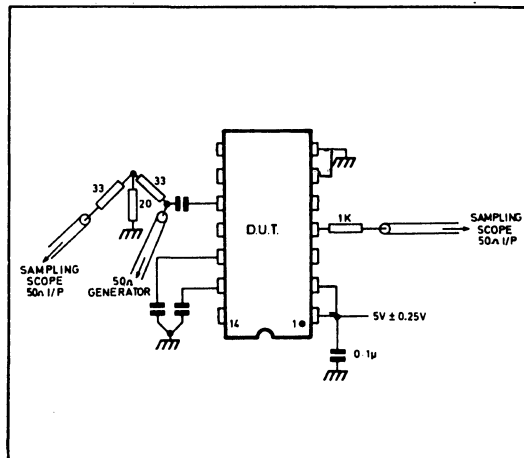 33
33
20
D.U.T.
1K
SAMPLING
SCOPE
50Ω I/P
SAMPLING
SCOPE
50Ω I/P
50Ω
GENERATOR
14
1
5V ± 0.25V
0.1µ